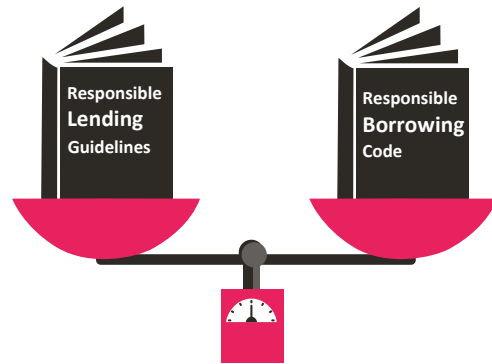 Responsible
Lending
Guidelines
Responsible
Borrowing
Code